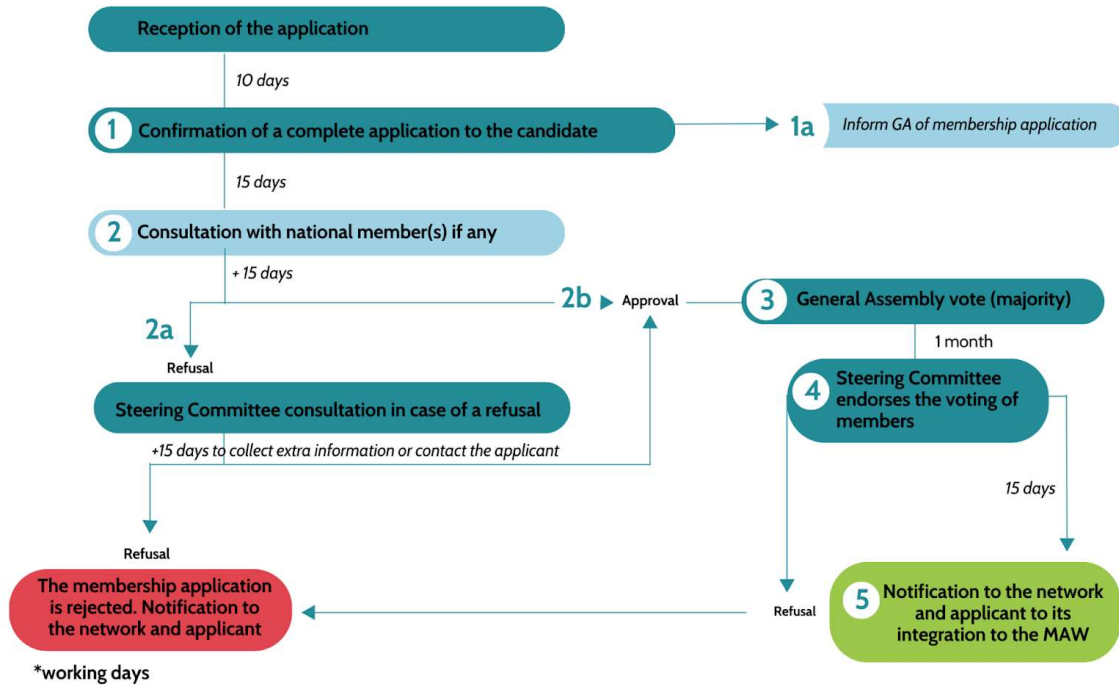 Reception of the application
10 days
1 Confirmation of a complete application to the candidate
1a Inform GA of membership application
15 days
2 Consultation with national member(s) if any
+ 15 days
2a
Refusal
2b Approval
3 General Assembly vote (majority)
1 month
4 Steering Committee
endorses the voting of
members
Steering Committee consultation in case of a refusal
+15 days to collect extra information or contact the applicant
15 days
Refusal
The membership application
is rejected. Notification to
the network and applicant
Refusal
5 Notification to the network
and applicant to its
integration to the MAW
*working days